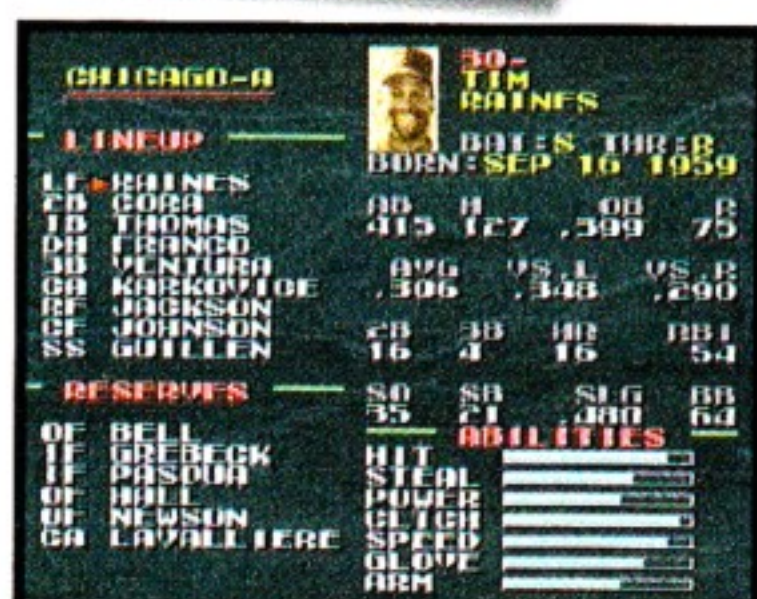 CHICAGO-A
LINEUP
LF RAINES
2B CORA
1B THOMAS
DH FRANCO
3B VENTURA
CA KARKOVICE
RF JACKSON
CF JOHNSON
SS GUILLEN
RESERVES
OF BELL
IF GREBECK
IF PASQUA
OF HALL
OF NEWSON
CA LAVALLIERE
30-
TIM
RAINES
BAT:S THR:R
BORN:SEP 16 1959
AB H OB R
415 127 .399 75
AVG VS.L VS.R
.306 .348 .290
2B 3B HR RBI
16 4 16 54
SO SB SLG BB
35 21 .480 64
ABILITIES
HIT
STEAL
POWER
CLTCH
SPEED
GLOVE
ARM